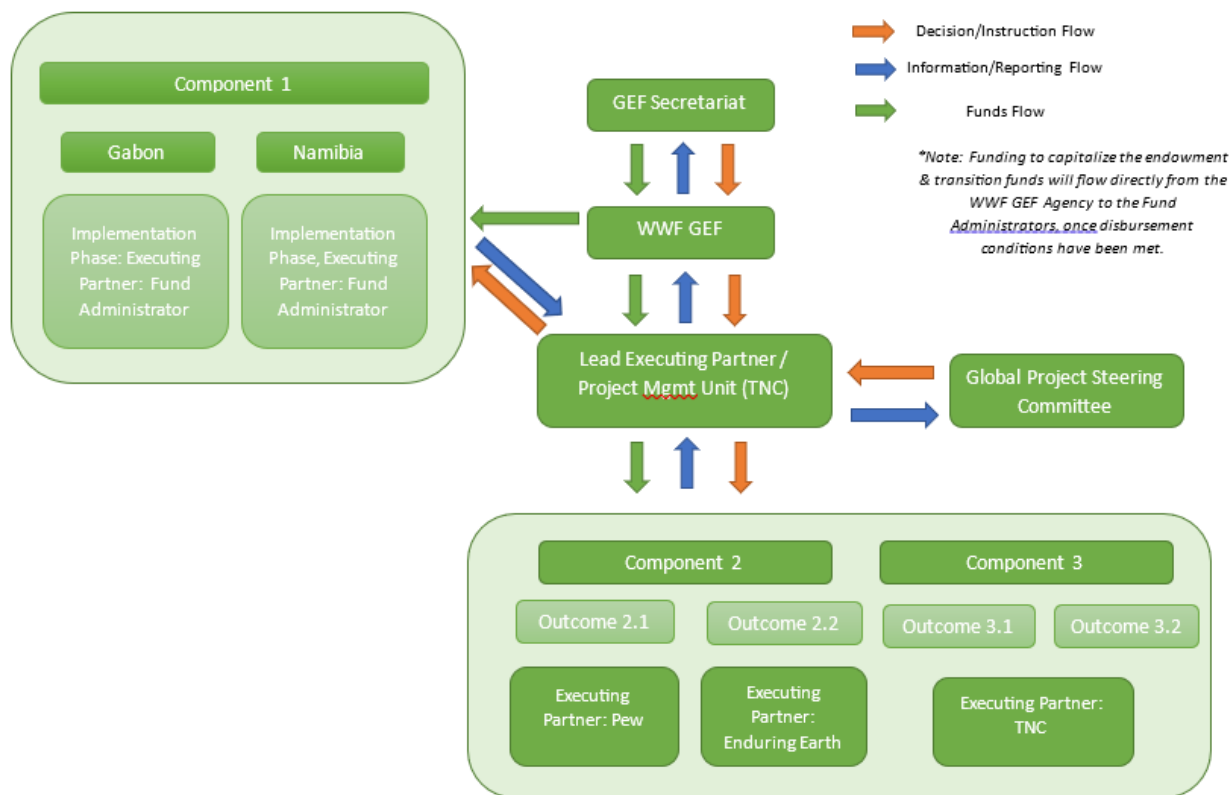 Component 1
Gabon
Namibia
Implementation
Phase: Executing
Partner: Fund
Administrator
Implementation
Phase, Executing
Partner: Fund
Administrator
GEF Secretariat
WWF GEF
Lead Executing Partner /
Project Mgmt Unit (TNC)
Global Project Steering
Committee
Decision/Instruction Flow
Information/Reporting Flow
Funds Flow
*Note: Funding to capitalize the endowment
& transition funds will flow directly from the
WWF GEF Agency to the Fund
Administrators, once disbursement
conditions have been met.
Component 2
Component 3
Outcome 2.1
Outcome 2.2
Outcome 3.1
Outcome 3.2
Executing
Partner: Pew
Executing
Partner:
Enduring Earth
Executing Partner:
TNC